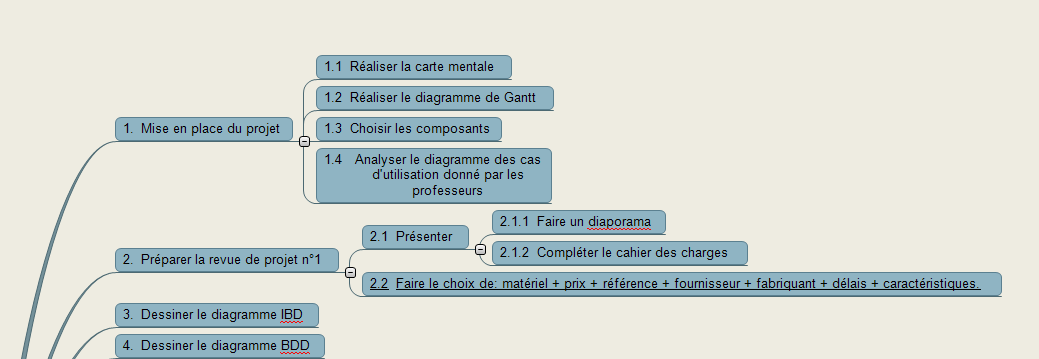 1.1 Réaliser la carte mentale
1.2 Réaliser le diagramme de Gantt
1. Mise en place du projet
1.3 Choisir les composants
1.4 Analyser le diagramme des cas
d'utilisation donné par les
professeurs
2. Préparer la revue de projet n°1
2.1 Présenter
2.1.1 Faire un diaporama
2.1.2 Compléter le cahier des charges
2.2 Faire le choix de: matériel + prix + référence + fournisseur + fabriquant + délais + caractéristiques.
3. Dessiner le diagramme IBD
4. Dessiner le diagramme BDD